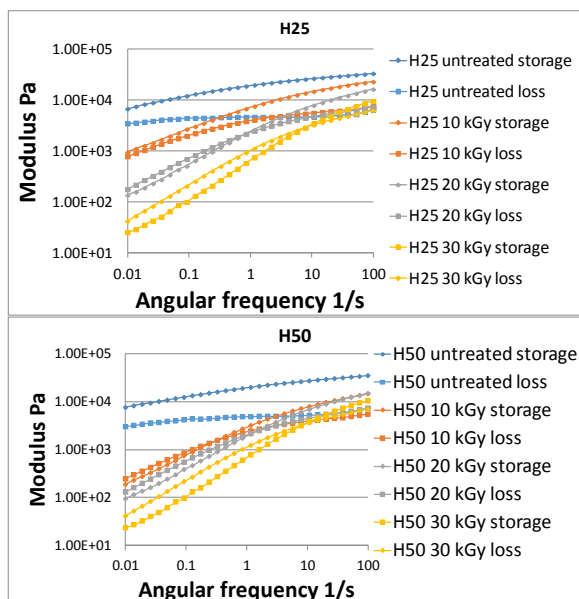 H25
1.00E+05
1.00E+04
1.00E+03
1.00E+02
1.00E+01
Modulus Pa
0.01 0.1 1 10 100
Angular frequency 1/s
H25 untreated storage
H25 untreated loss
H25 10 kGy storage
H25 10 kGy loss
H25 20 kGy storage
H25 20 kGy loss
H25 30 kGy storage
H25 30 kGy loss
H50
1.00E+05
1.00E+04
1.00E+03
1.00E+02
1.00E+01
Modulus Pa
0.01 0.1 1 10 100
Angular frequency 1/s
H50 untreated storage
H50 untreated loss
H50 10 kGy storage
H50 10 kGy loss
H50 20 kGy storage
H50 20 kGy loss
H50 30 kGy storage
H50 30 kGy loss